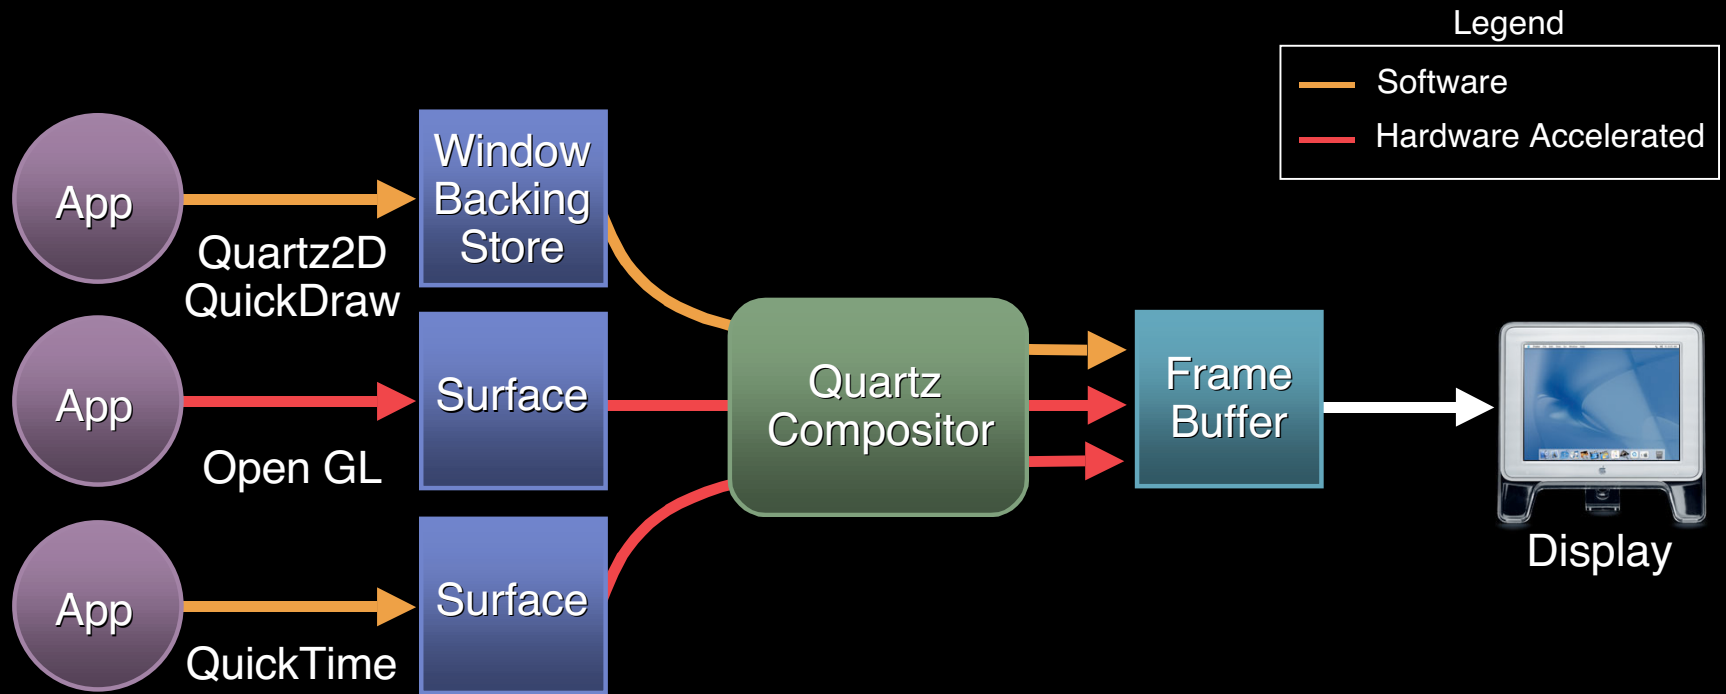 Legend
Software
Hardware Accelerated
App
Quartz2D
QuickDraw
Window
Backing
Store
App
Open GL
Surface
Quartz
Compositor
Frame
Buffer
Display
App
QuickTime
Surface